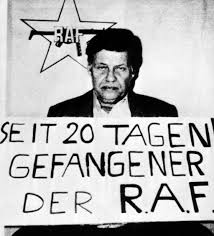 RAF
SEIT 20 TAGEN
GEFANGENER
DER R.A.F.